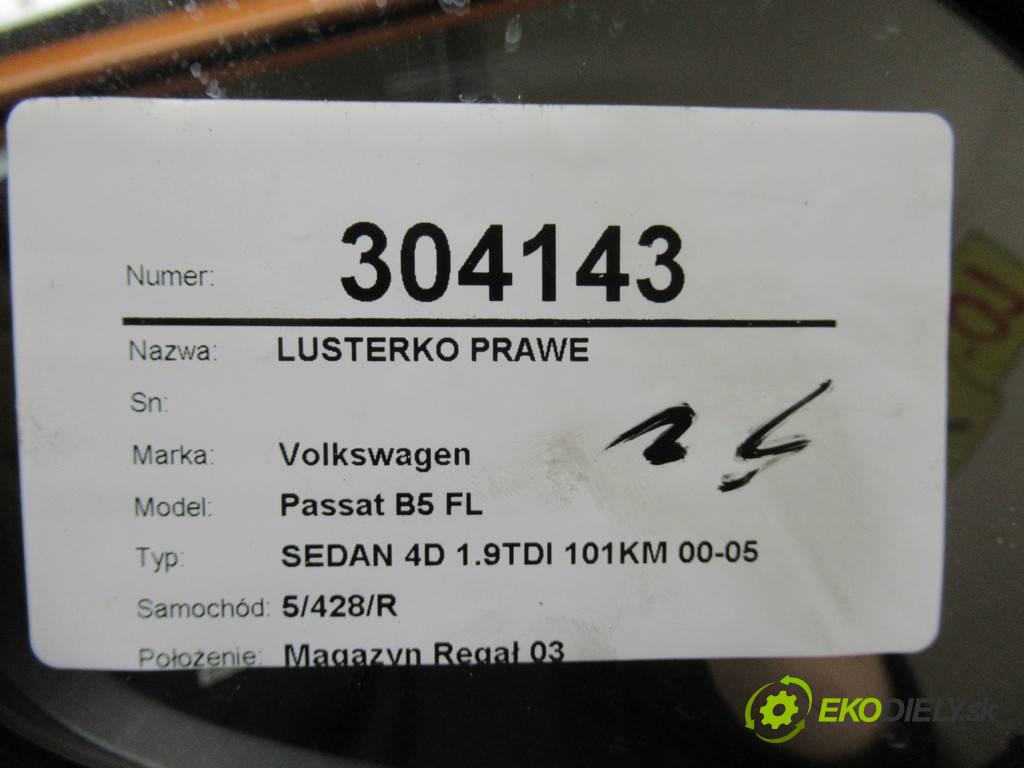 Numer: 304143
Nazwa: LUSTERKO PRAWE
Sn:
Marka: Volkswagen
Model: Passat B5 FL
Typ: SEDAN 4D 1.9TDI 101KM 00-05
Samochód: 5/428/R
Położenie: Magazyn Regał 03
EKODIELY.sk